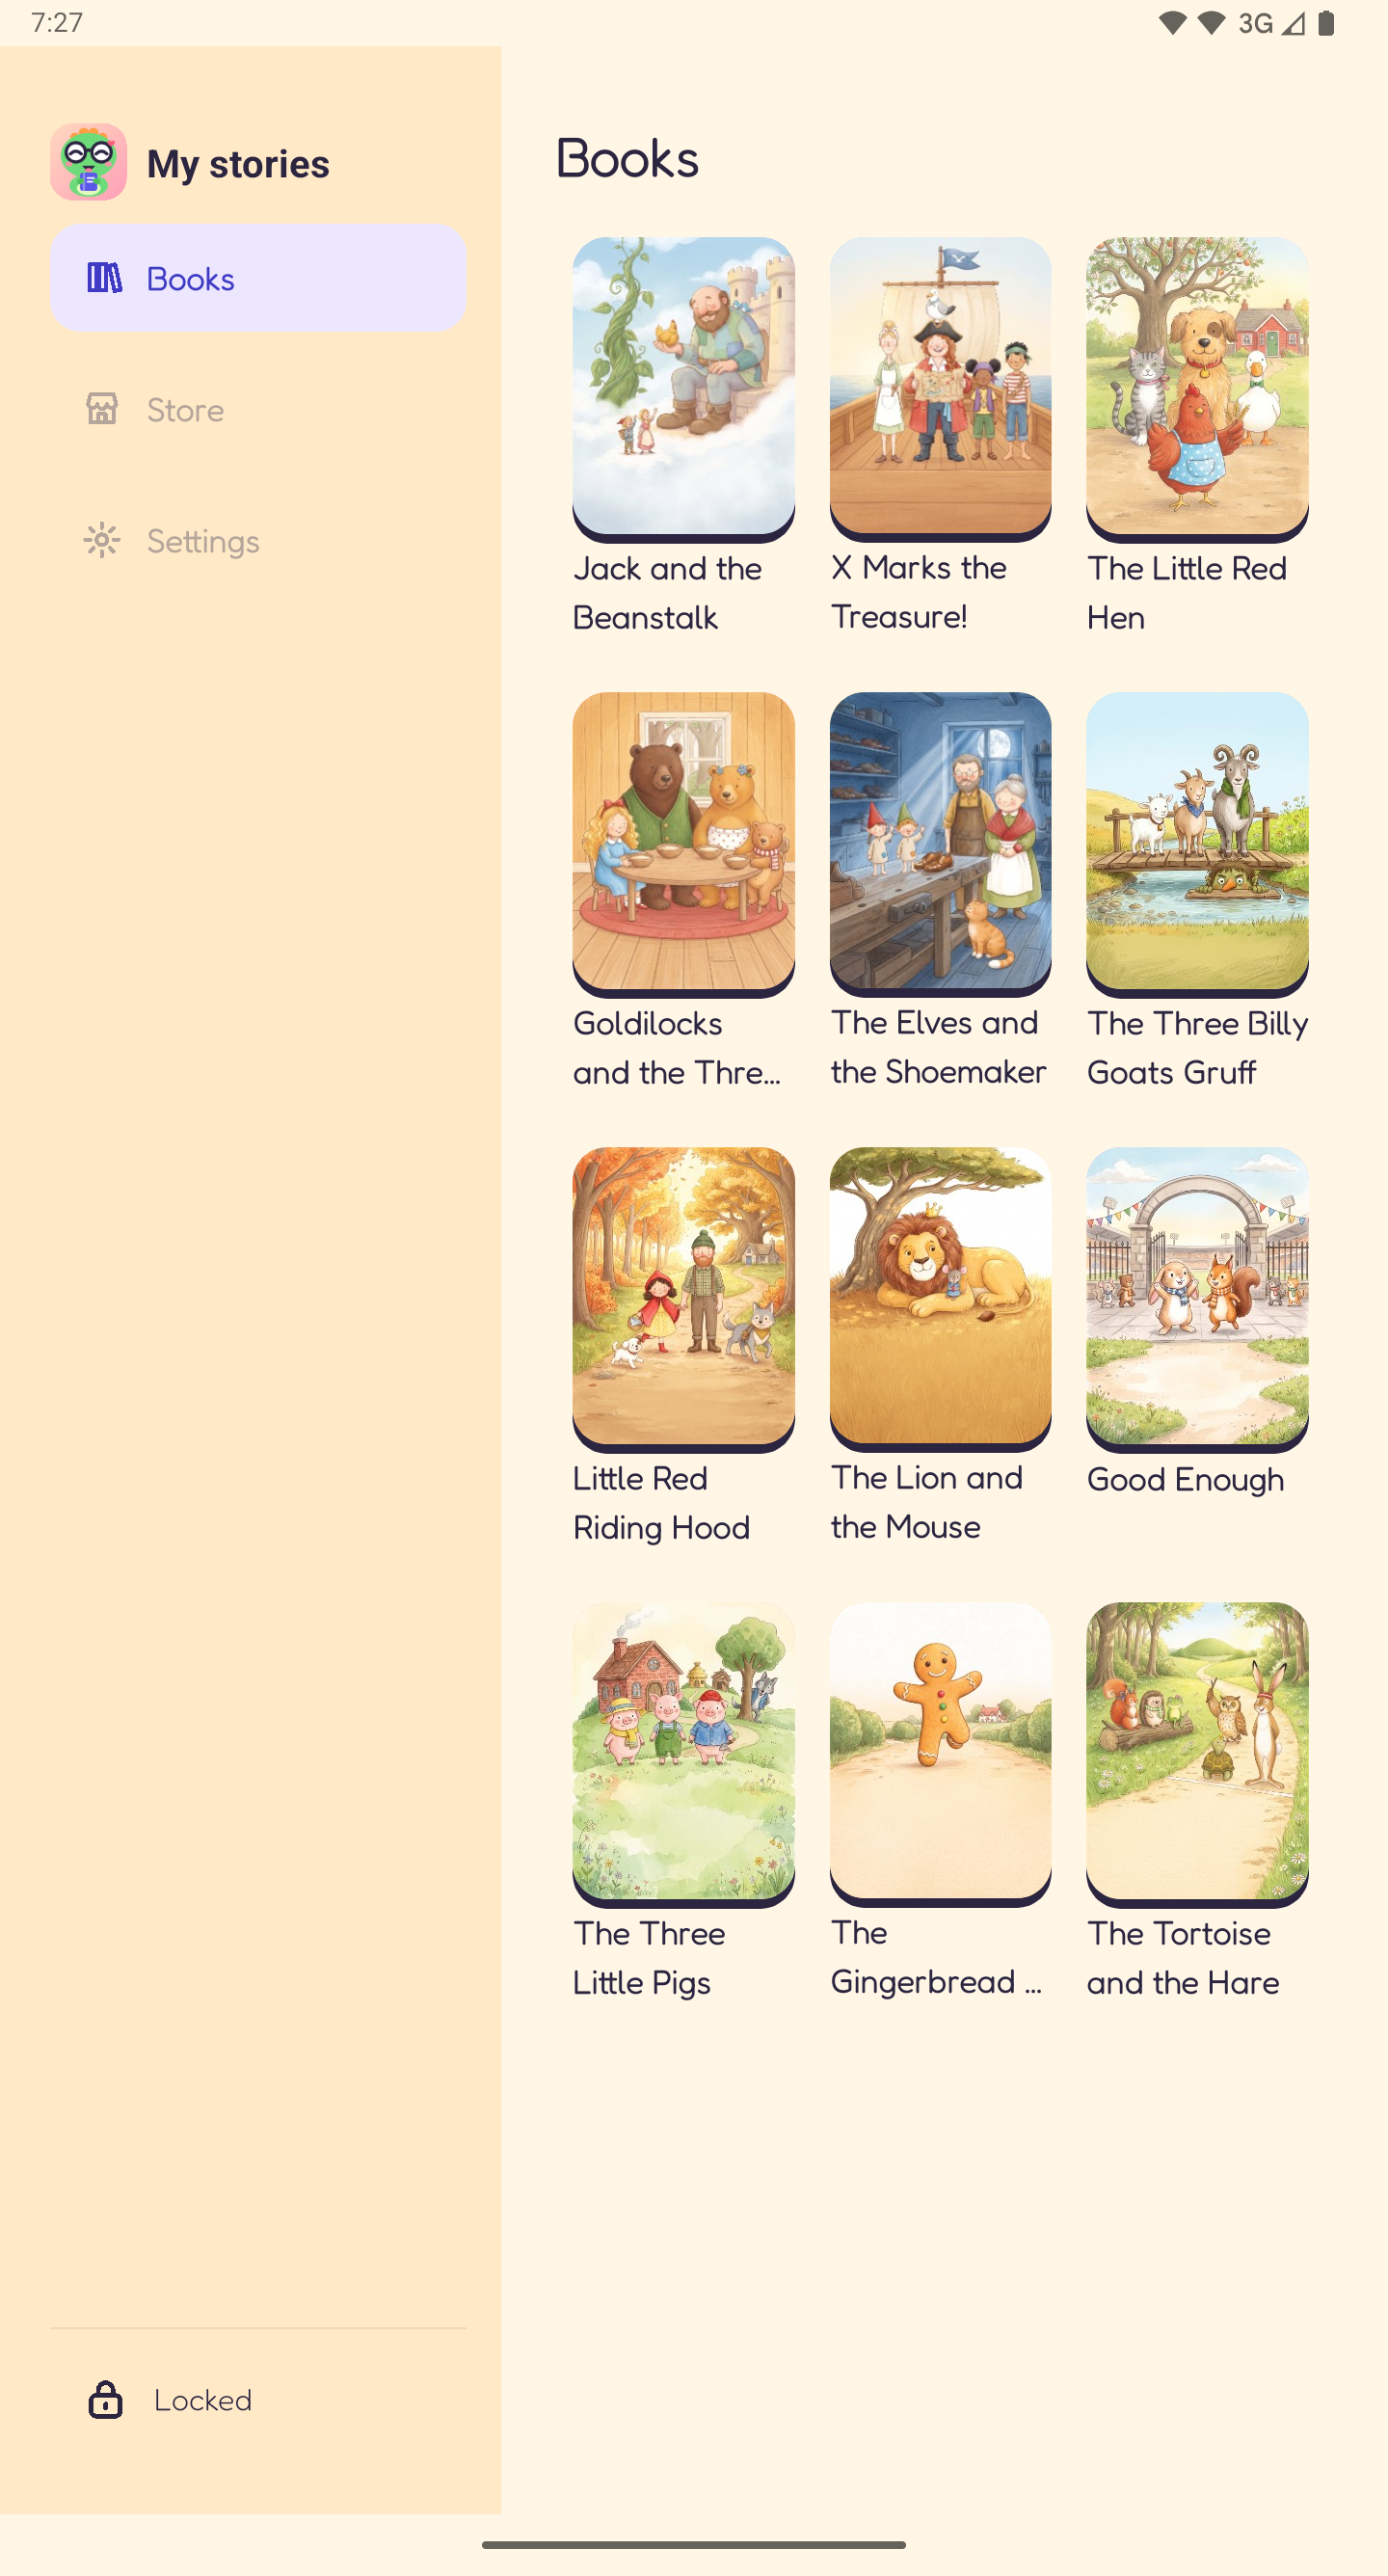 7:27
3G
My stories
Books
Store
Settings
Locked
Books
Jack and the
Beanstalk
X Marks the
Treasure!
The Little Red
Hen
Goldilocks
and the Thre...
The Elves and
the Shoemaker
The Three Billy
Goats Gruff
Little Red
Riding Hood
The Lion and
the Mouse
Good Enough
The Three
Little Pigs
The
Gingerbread ...
The Tortoise
and the Hare